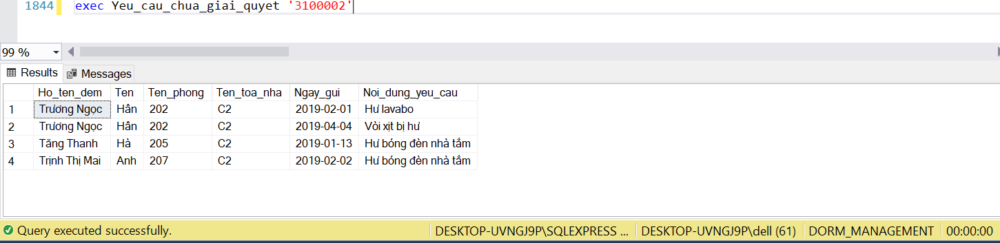 1844 exec Yeu_cau_chua_giai_quyet '3100002'
99 %
Results Messages
Ho_ten_dem Ten Ten_phong Ten_toa_nha Ngay_gui Noi_dung_yeu_cau
1 Trương Ngọc Hân 202 C2 2019-02-01 Hư lavabo
2 Trương Ngọc Hân 202 C2 2019-04-04 Vòi xịt bị hư
3 Tăng Thanh Hà 205 C2 2019-01-13 Hư bóng đèn nhà tắm
4 Trịnh Thị Mai Anh 207 C2 2019-02-02 Hư bóng đèn nhà tắm
Query executed successfully. DESKTOP-UVNGJ9P\SQLEXPRESS ... DESKTOP-UVNGJ9P\dell (61) DORM_MANAGEMENT 00:00:00